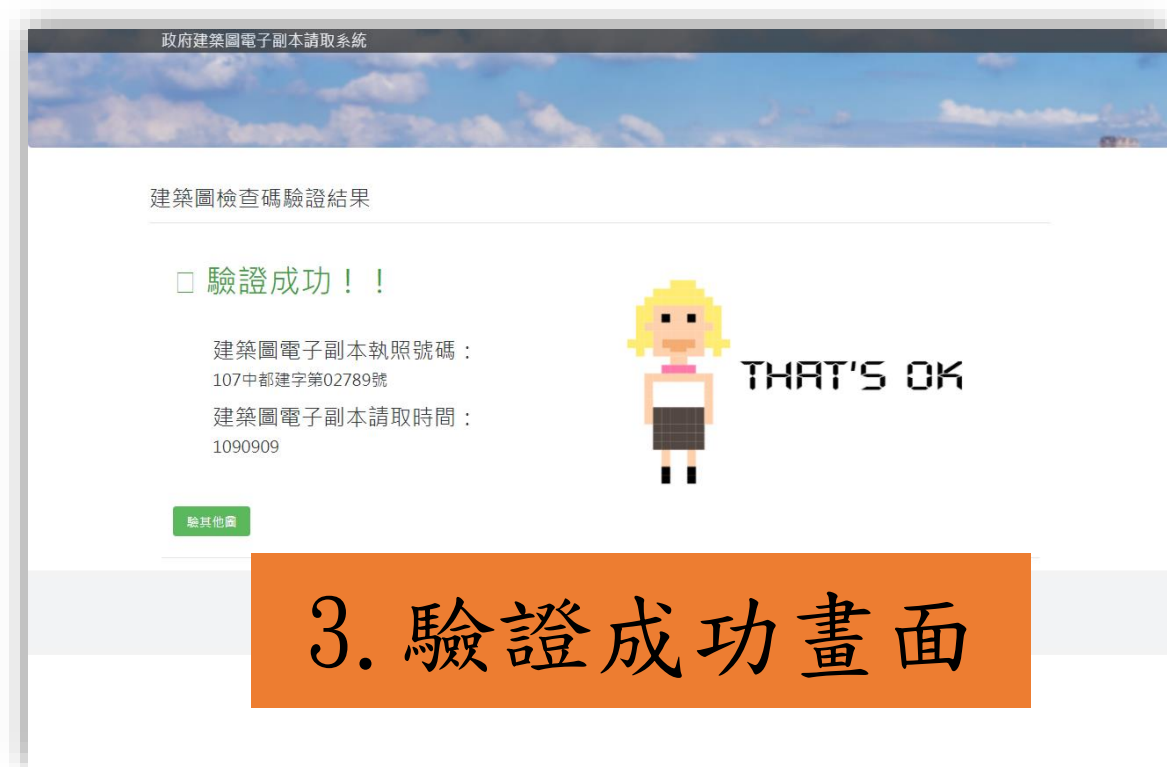 政府建築圖電子副本請取系統
建築圖檢查碼驗證結果
驗證成功！！
建築圖電子副本執照號碼：
107中都建字第02789號
建築圖電子副本請取時間：
1090909
THAT'S OK
驗其他圖
3.驗證成功畫面